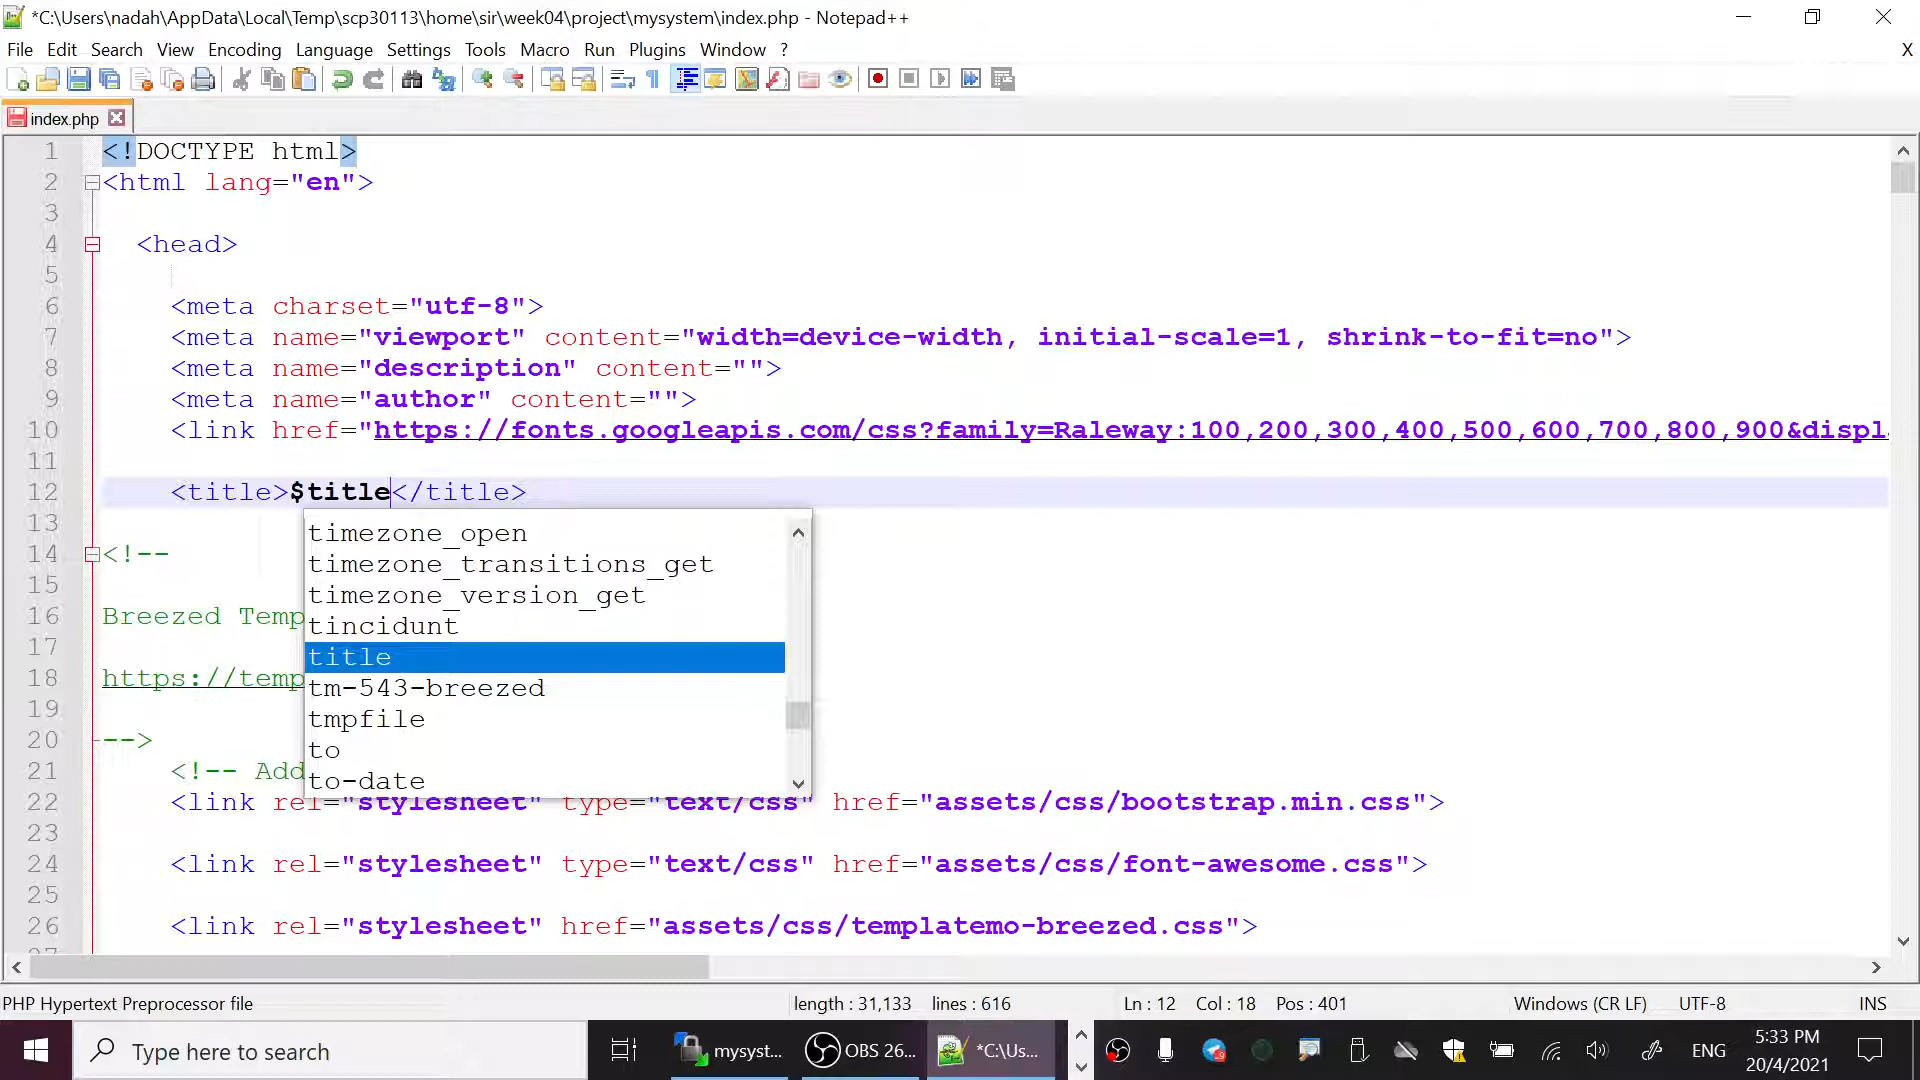 *C:\Users\nadah\AppData\Local\Temp\scp30113\home\sir\week04\project\mysystem\index.php - Notepad++
File Edit Search View Encoding Language Settings Tools Macro Run Plugins Window ? X
index.php
1 <!DOCTYPE html>
2 <html lang="en">
3
4 <head>
5
6 <meta charset="utf-8">
7 <meta name="viewport" content="width=device-width, initial-scale=1, shrink-to-fit=no">
8 <meta name="description" content="">
9 <meta name="author" content="">
10 <link href="https://fonts.googleapis.com/css?family=Raleway:100,200,300,400,500,600,700,800,900&displ
11
12 <title>$title</title>
13
timezone_open
14 <!--
timezone_transitions_get
15
timezone_version_get
16 Breezed Temp
tincidunt
17
title
18 https://temp
tm-543-breezed
19
tmpfile
20 -->
to
21 <!-- Add
to-date
22 <link rel="stylesheet" type="text/css" href="assets/css/bootstrap.min.css">
23
24 <link rel="stylesheet" type="text/css" href="assets/css/font-awesome.css">
25
26 <link rel="stylesheet" href="assets/css/templatemo-breezed.css">
27
PHP Hypertext Preprocessor file length : 31,133 lines : 616 Ln : 12 Col : 18 Pos : 401 Windows (CR LF) UTF-8 INS
Type here to search mysyst... OBS 26... *C:\Us... ENG 5:33 PM
20/4/2021